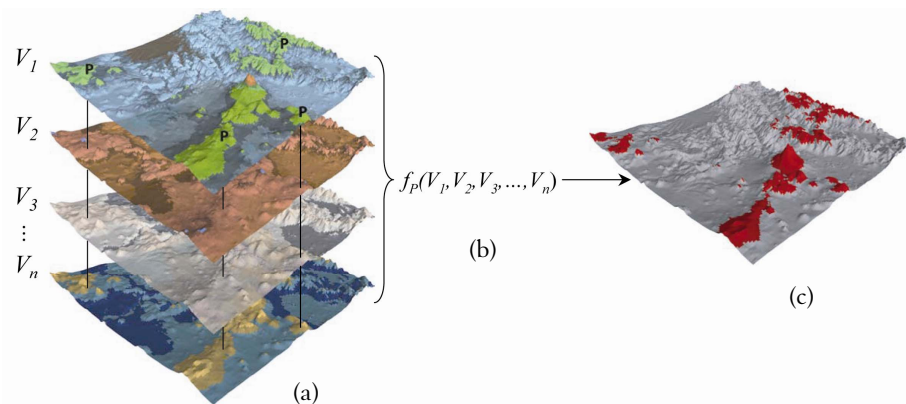 V1
P
P
P
P
V2
V3
⋮
Vn
fP(V1,V2,V3,...,Vn)
(a)
(b)
(c)